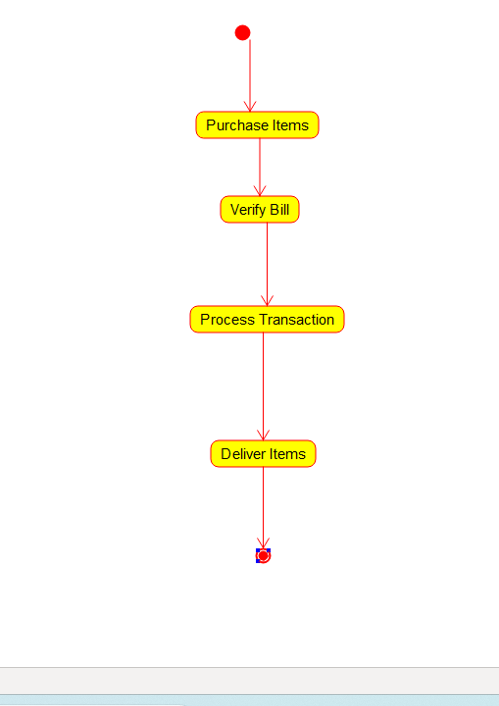 Purchase Items
Verify Bill
Process Transaction
Deliver Items